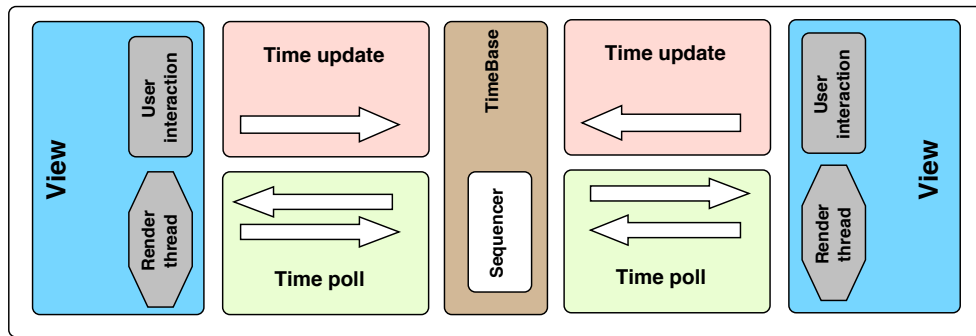 View
User
interaction
Render
thread
Time update
Time poll
TimeBase
Sequencer
Time update
Time poll
User
interaction
Render
thread
View